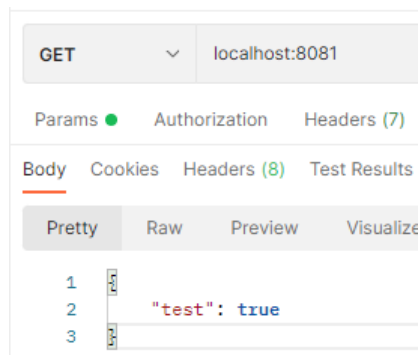 GET localhost:8081
Params Authorization Headers (7)
Body Cookies Headers (8) Test Results
Pretty Raw Preview Visualize
1 {
2 "test": true
3 }